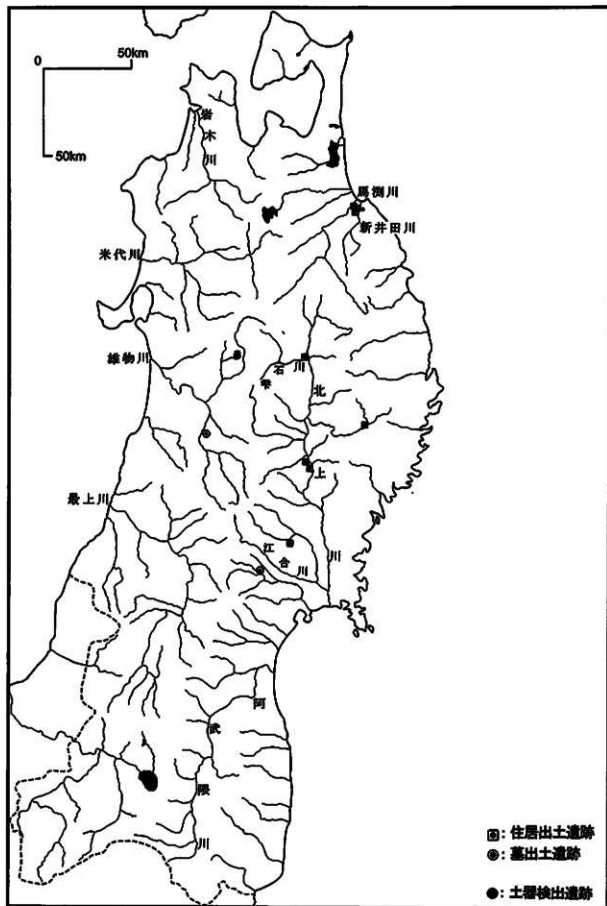 0 50km
50km
岩木川
馬渕川
新井田川
米代川
雄物川
雫石川
北上川
最上川
江合川
阿武隈川
: 住居出土遺跡
: 墓出土遺跡
: 土器検出遺跡